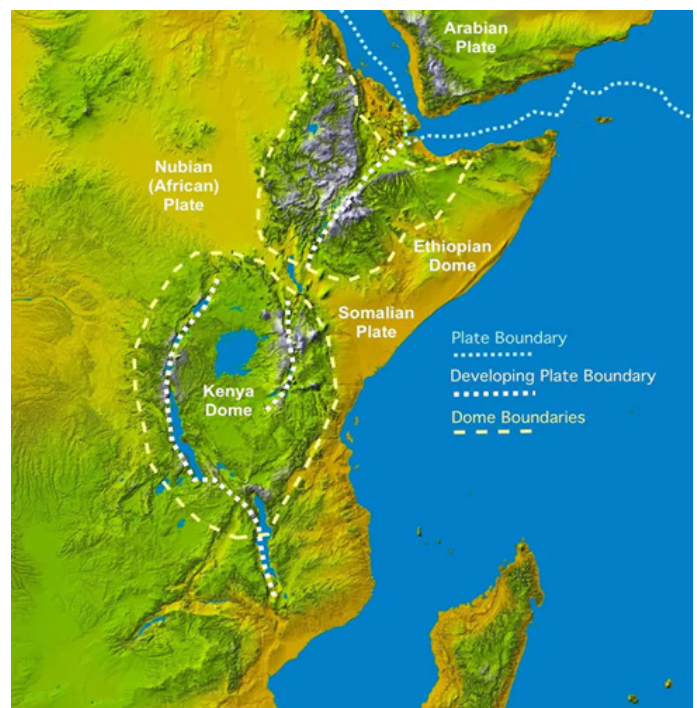 Arabian
Plate
Nubian
(African)
Plate
Ethiopian
Dome
Somalian
Plate
Plate Boundary
Kenya
Dome
Developing Plate Boundary
Dome Boundaries